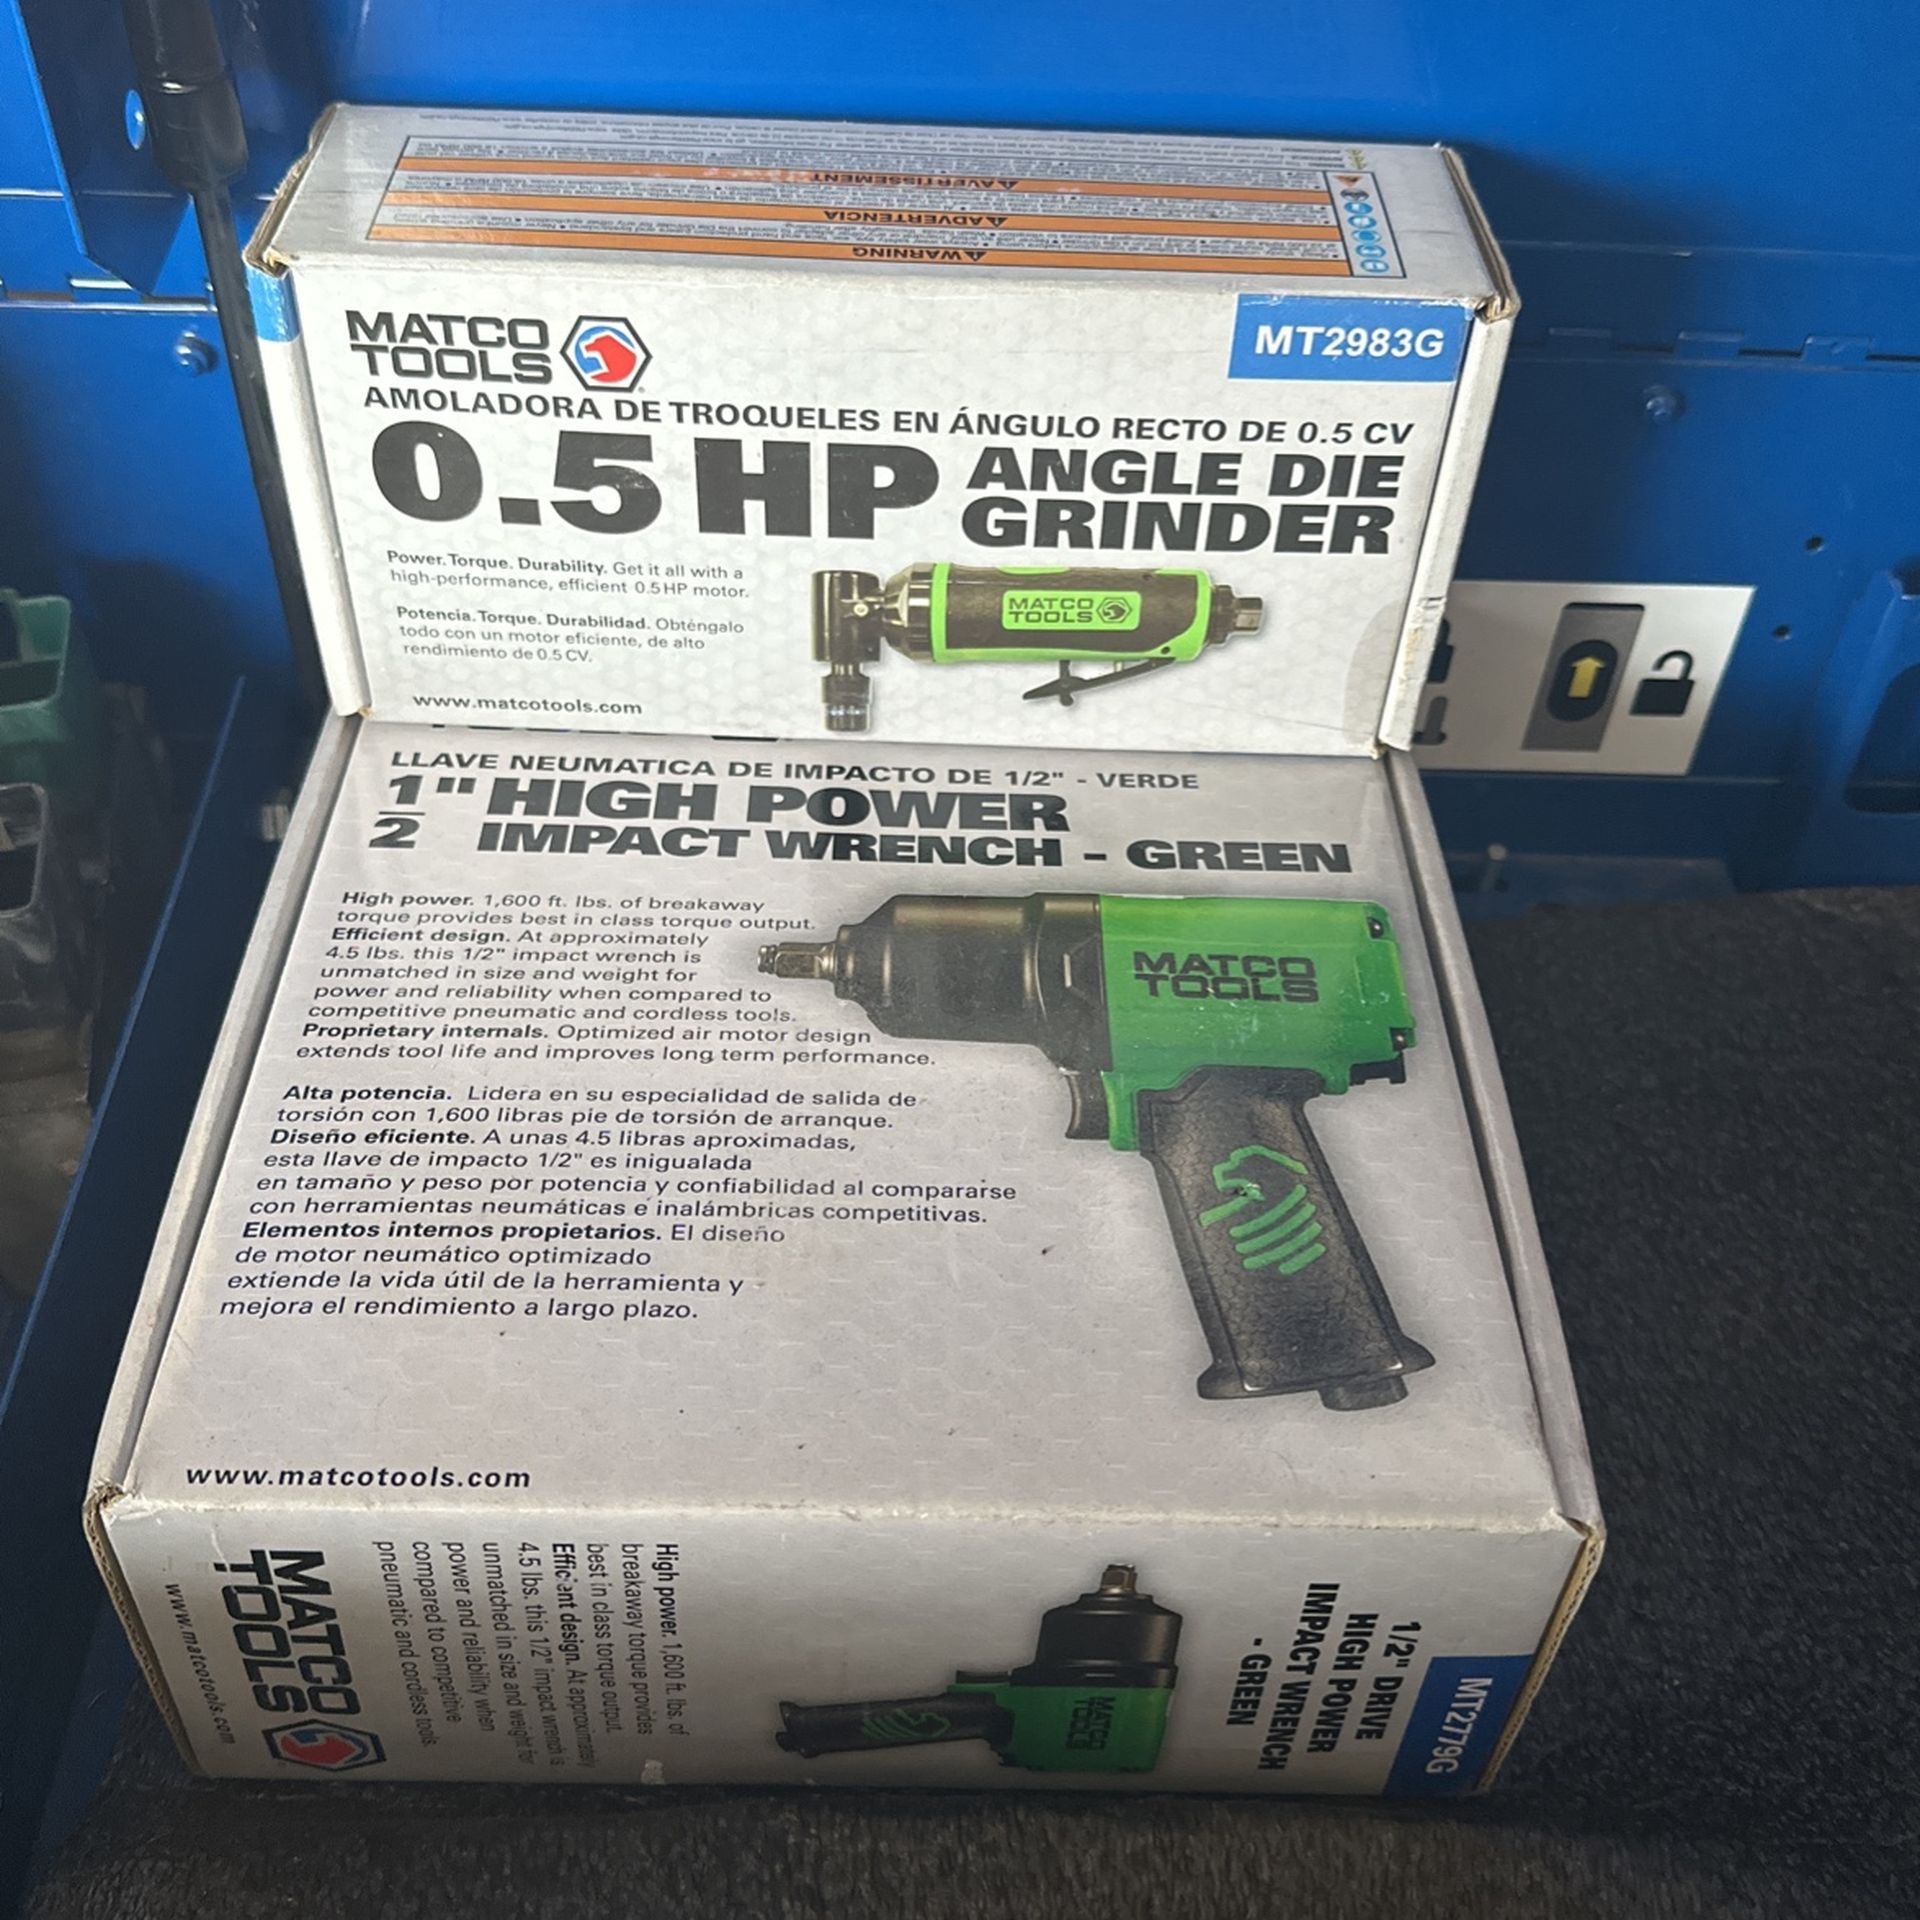 WARNING
ADVERTENCIA
AVERTISSEMENT
MATCO
TOOLS
MT2983G
AMOLADORA DE TROQUELES EN ÁNGULO RECTO DE 0.5 CV
0.5 HP ANGLE DIE
GRINDER
Power. Torque. Durability. Get it all with a
high-performance, efficient 0.5HP motor.
Potencia. Torque. Durabilidad. Obténgalo
todo con un motor eficiente, de alto
rendimiento de 0.5 CV.
MATCO
TOOLS
www.matcotools.com
LLAVE NEUMATICA DE IMPACTO DE 1/2" - VERDE
1/2" HIGH POWER
IMPACT WRENCH - GREEN
High power. 1,600 ft. lbs. of breakaway
torque provides best in class torque output.
Efficient design. At approximately
4.5 lbs. this 1/2" impact wrench is
unmatched in size and weight for
power and reliability when compared to
competitive pneumatic and cordless tools.
Proprietary internals. Optimized air motor design
extends tool life and improves long term performance.
MATCO
TOOLS
Alta potencia. Lidera en su especialidad de salida de
torsión con 1,600 libras pie de torsión de arranque.
Diseño eficiente. A unas 4.5 libras aproximadas,
esta llave de impacto 1/2" es inigualada
en tamaño y peso por potencia y confiabilidad al compararse
con herramientas neumáticas e inalámbricas competitivas.
Elementos internos propietarios. El diseño
de motor neumático optimizado
extiende la vida útil de la herramienta y
mejora el rendimiento a largo plazo.
www.matcotools.com
MT2779G
1/2" DRIVE
HIGH POWER
IMPACT WRENCH
- GREEN
MATCO
TOOLS
High power. 1,600 ft. lbs. of
breakaway torque provides
best in class torque output.
Efficient design. At approximately
4.5 lbs. this 1/2" impact wrench is
unmatched in size and weight for
power and reliability when
compared to competitive
pneumatic and cordless tools.
MATCO
TOOLS
www.matcotools.com